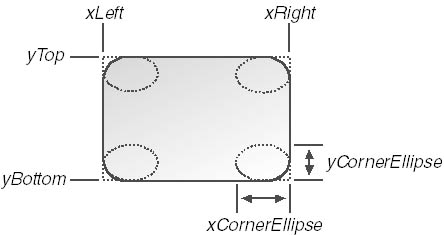 xLeft
xRight
yTop
yCornerEllipse
yBottom
xCornerEllipse